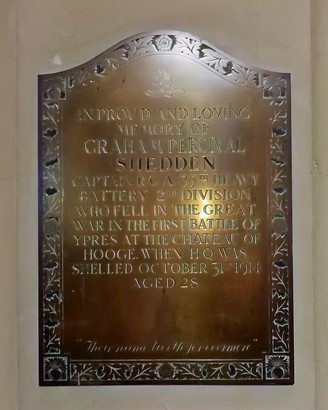 IN PROUD AND LOVING
MEMORY OF
GRAHAM PERCIVAL
SHEDDEN
CAPTAIN R.G.A. 35TH HEAVY
BATTERY 2ND DIVISION,
WHO FELL IN THE GREAT
WAR IN THE FIRST BATTLE OF
YPRES AT THE CHATEAU OF
HOOGE, WHEN H.Q. WAS
SHELLED OCTOBER 31ST 1914
AGED 28
"Their name liveth for evermore"